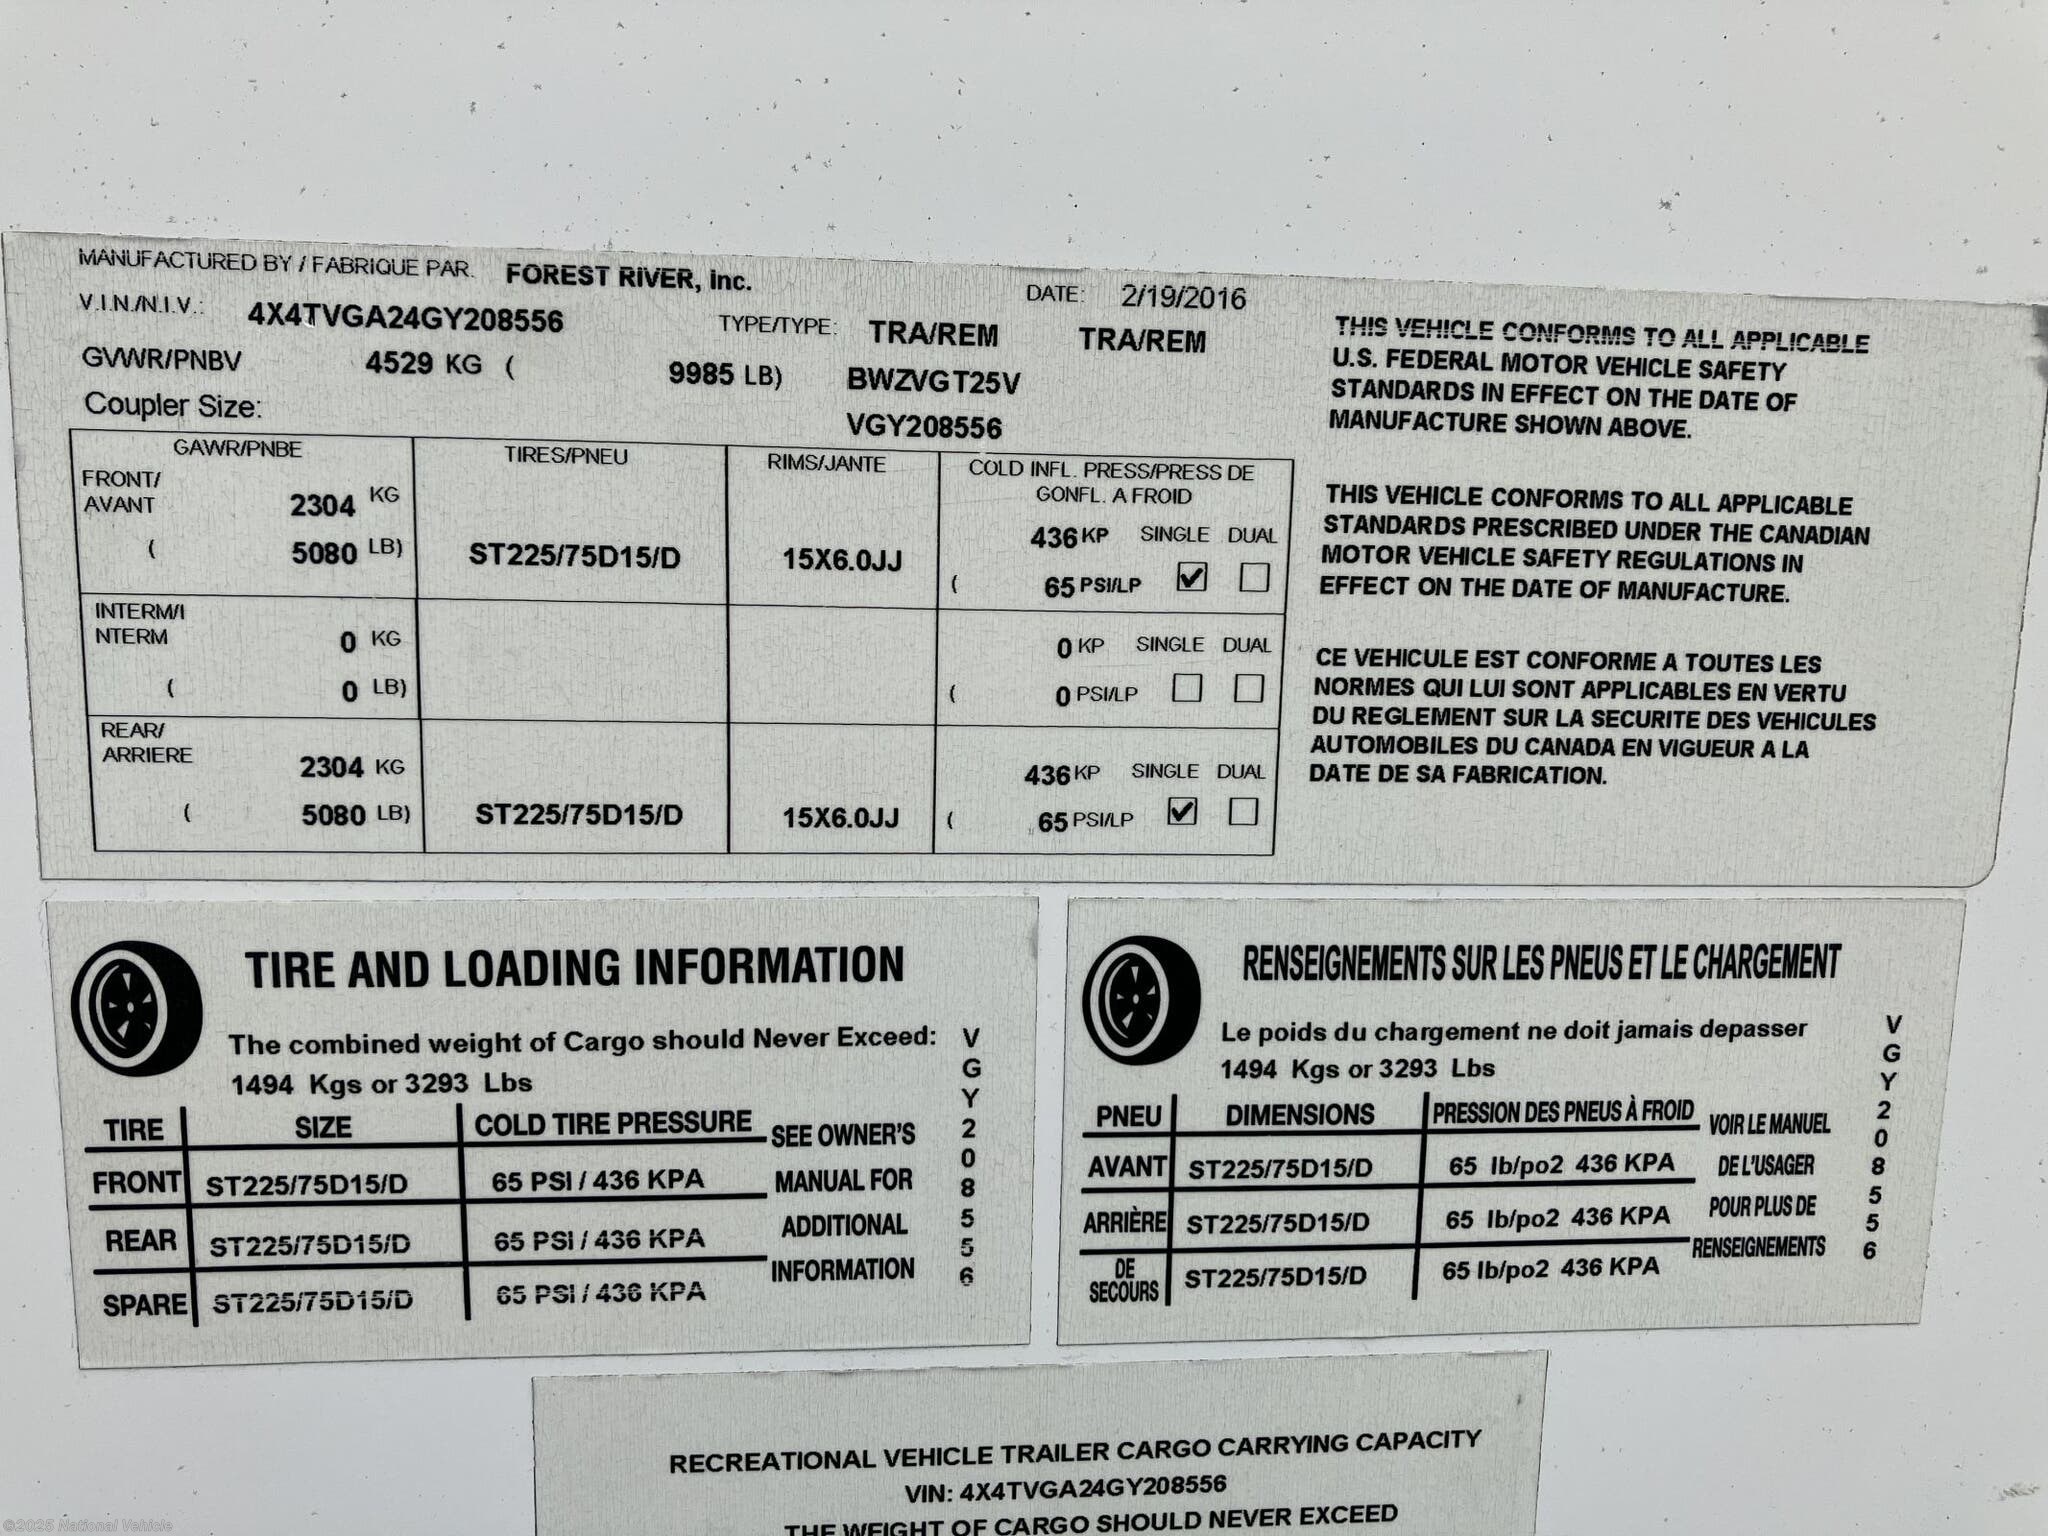 MANUFACTURED BY / FABRIQUE PAR. FOREST RIVER, Inc.
DATE: 2/19/2016
V.I.N./N.I.V.: 4X4TVGA24GY208556
TYPE/TYPE: TRA/REM TRA/REM
GVWR/PNBV 4529 KG ( 9985 LB) BWZVGT25V
Coupler Size: VGY208556
GAWR/PNBE TIRES/PNEU RIMS/JANTE COLD INFL. PRESS/PRESS DE
GONFL. A FROID
FRONT/
AVANT 2304 KG
436 KP SINGLE DUAL
( 5080 LB) ST225/75D15/D 15X6.0JJ ( 65 PSI/LP
INTERM/I
NTERM 0 KG 0 KP SINGLE DUAL
( 0 LB) ( 0 PSI/LP
REAR/
ARRIERE 2304 KG 436 KP SINGLE DUAL
( 5080 LB) ST225/75D15/D 15X6.0JJ ( 65 PSI/LP
THIS VEHICLE CONFORMS TO ALL APPLICABLE
U.S. FEDERAL MOTOR VEHICLE SAFETY
STANDARDS IN EFFECT ON THE DATE OF
MANUFACTURE SHOWN ABOVE.
THIS VEHICLE CONFORMS TO ALL APPLICABLE
STANDARDS PRESCRIBED UNDER THE CANADIAN
MOTOR VEHICLE SAFETY REGULATIONS IN
EFFECT ON THE DATE OF MANUFACTURE.
CE VEHICULE EST CONFORME A TOUTES LES
NORMES QUI LUI SONT APPLICABLES EN VERTU
DU REGLEMENT SUR LA SECURITE DES VEHICULES
AUTOMOBILES DU CANADA EN VIGUEUR A LA
DATE DE SA FABRICATION.
TIRE AND LOADING INFORMATION
The combined weight of Cargo should Never Exceed:
1494 Kgs or 3293 Lbs
TIRE SIZE COLD TIRE PRESSURE
FRONT ST225/75D15/D 65 PSI / 436 KPA
REAR ST225/75D15/D 65 PSI / 436 KPA
SPARE ST225/75D15/D 65 PSI / 436 KPA
SEE OWNER'S
MANUAL FOR
ADDITIONAL
INFORMATION
VGY208556
RENSEIGNEMENTS SUR LES PNEUS ET LE CHARGEMENT
Le poids du chargement ne doit jamais depasser
1494 Kgs or 3293 Lbs
PNEU DIMENSIONS PRESSION DES PNEUS À FROID
AVANT ST225/75D15/D 65 lb/po2 436 KPA
ARRIÈRE ST225/75D15/D 65 lb/po2 436 KPA
DE
SECOURS ST225/75D15/D 65 lb/po2 436 KPA
VOIR LE MANUEL
DE L'USAGER
POUR PLUS DE
RENSEIGNEMENTS
VGY208556
RECREATIONAL VEHICLE TRAILER CARGO CARRYING CAPACITY
VIN: 4X4TVGA24GY208556
THE WEIGHT OF CARGO SHOULD NEVER EXCEED
©2025 National Vehicle